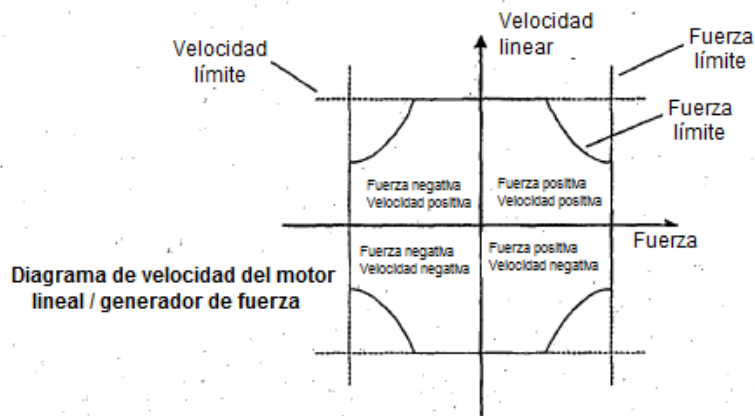 Velocidad
linear
Velocidad
límite
Fuerza
límite
Fuerza
límite
Fuerza negativa
Velocidad positiva
Fuerza positiva
Velocidad positiva
Fuerza
Fuerza negativa
Velocidad negativa
Fuerza positiva
Velocidad negativa
Diagrama de velocidad del motor
lineal / generador de fuerza